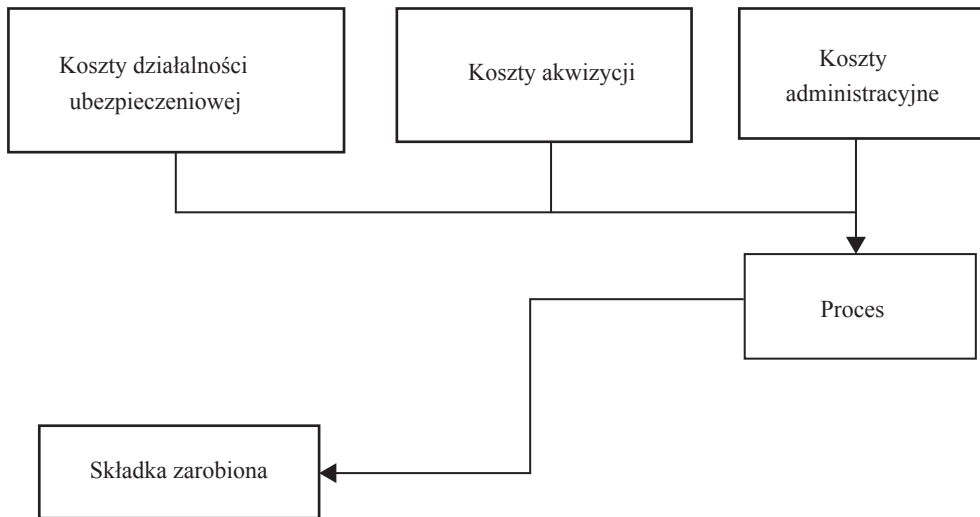 Koszty działalności
ubezpieczeniowej
Koszty akwizycji
Koszty
administracyjne
Proces
Składka zarobiona